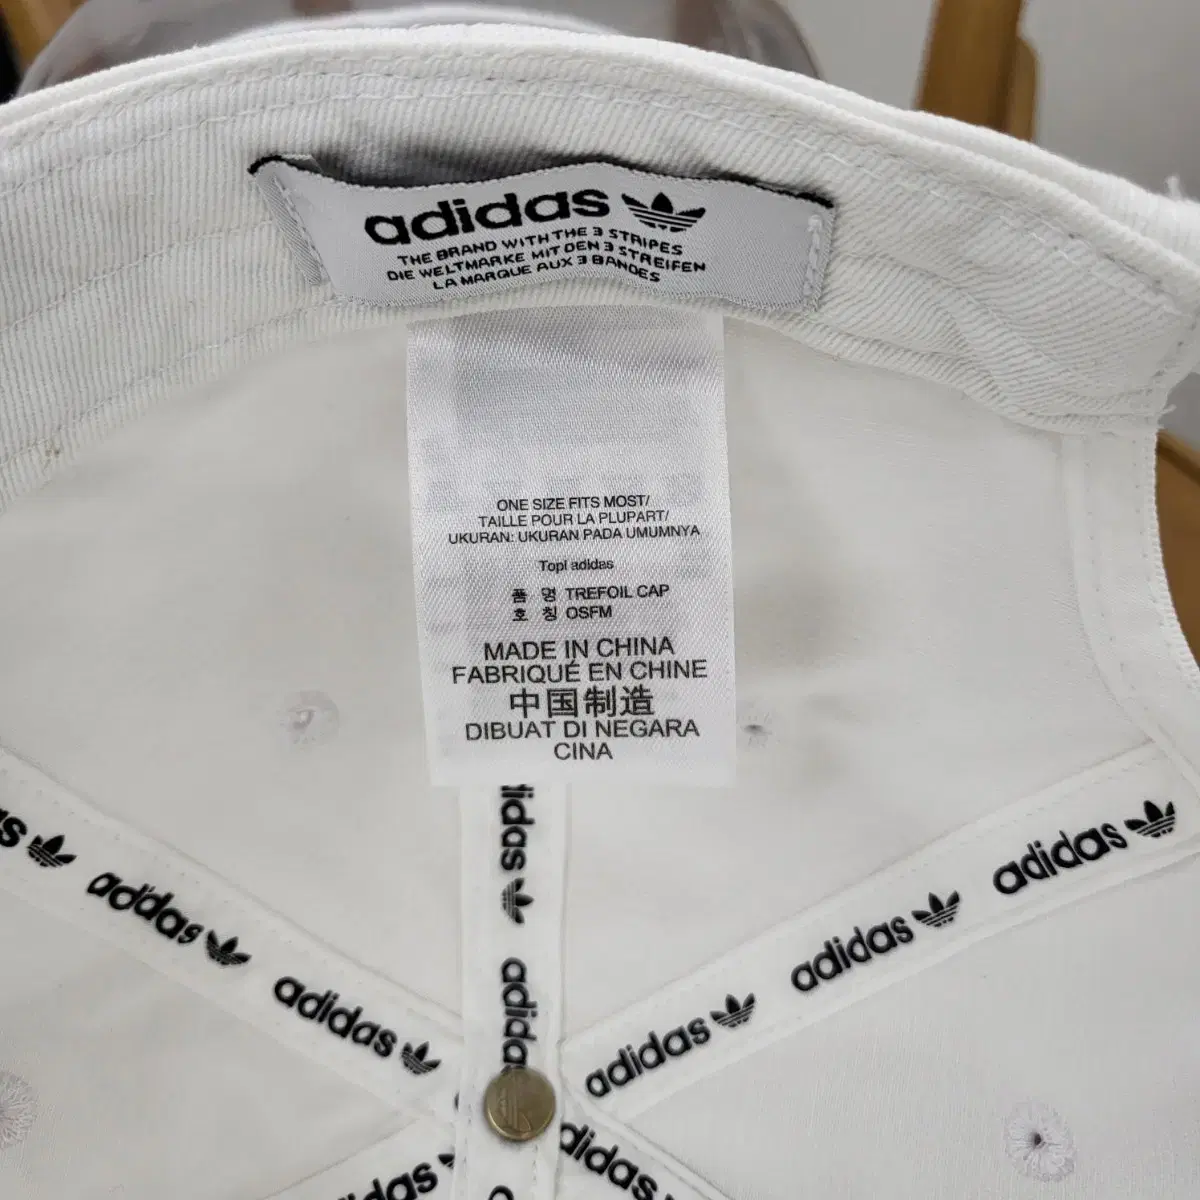 adidas
THE BRAND WITH THE 3 STRIPES
DIE WELTMARKE MIT DEN 3 STREIFEN
LA MARQUE AUX 3 BANDES
ONE SIZE FITS MOST/
TAILLE POUR LA PLUPART/
UKURAN: UKURAN PADA UMUMNYA
Topi adidas
품 명 TREFOIL CAP
호 칭 OSFM
MADE IN CHINA
FABRIQUÉ EN CHINE
中国制造
DIBUAT DI NEGARA
CINA
adidas
adidas
adidas
adidas
adidas
adidas
adidas
adidas